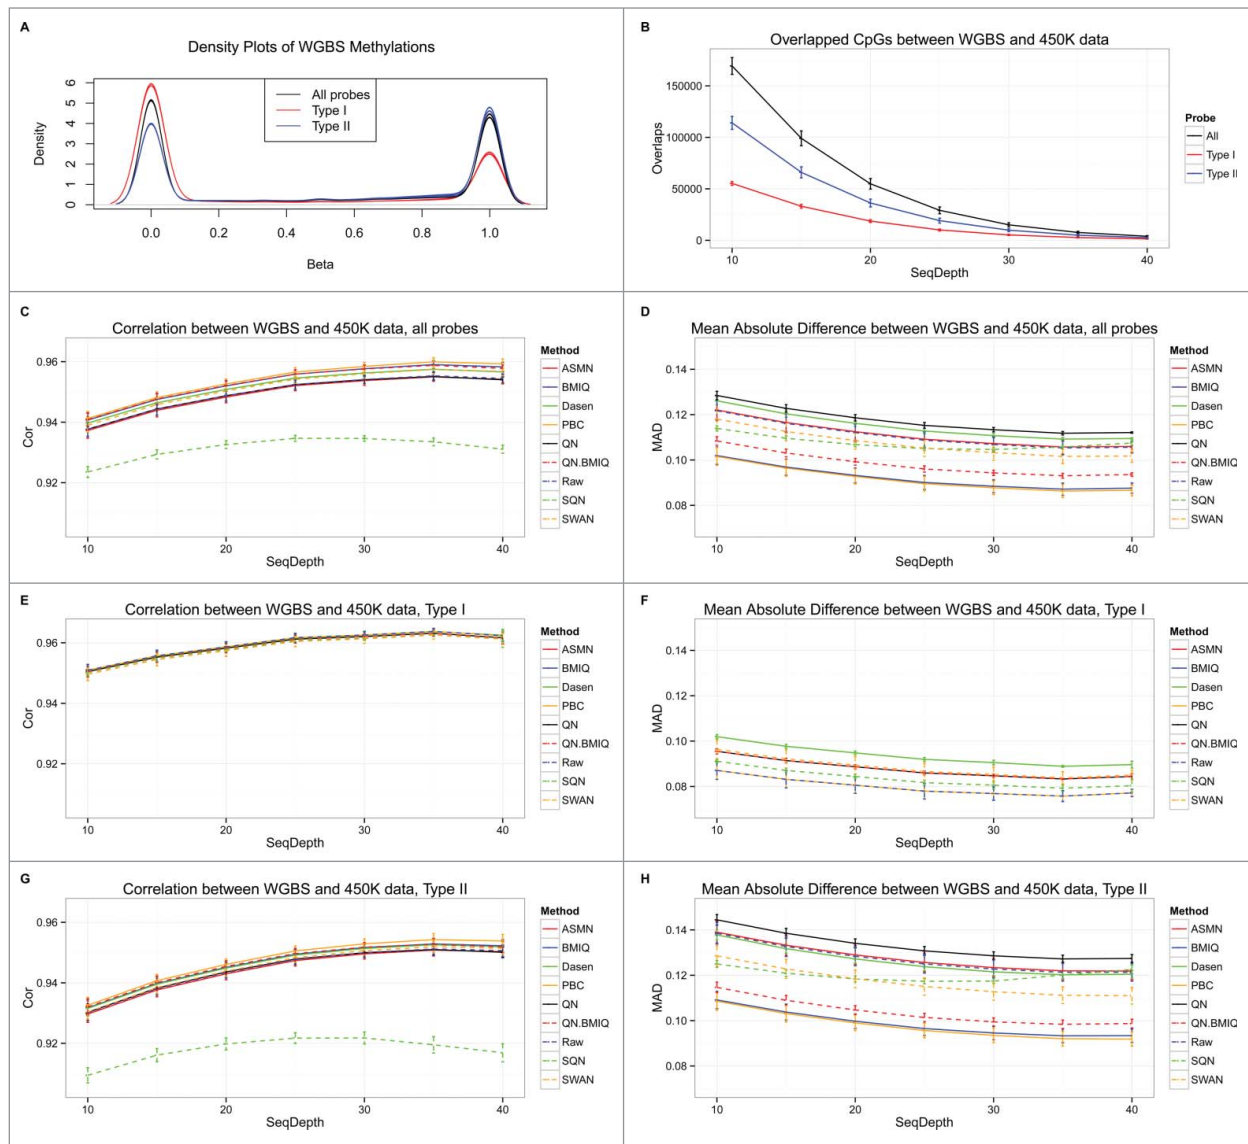 A
Density Plots of WGBS Methylations
All probes
Type I
Type II
Density
6
5
4
3
2
1
0
0.0 0.2 0.4 0.6 0.8 1.0
Beta
B
Overlapped CpGs between WGBS and 450K data
Overlaps
150000
100000
50000
0
10 20 30 40
SeqDepth
Probe
All
Type I
Type II
C
Correlation between WGBS and 450K data, all probes
Cor
0.96
0.94
0.92
10 20 30 40
SeqDepth
Method
ASMN
BMIQ
Dasen
PBC
QN
QN.BMIQ
Raw
SQN
SWAN
D
Mean Absolute Difference between WGBS and 450K data, all probes
MAD
0.14
0.12
0.10
0.08
10 20 30 40
SeqDepth
Method
ASMN
BMIQ
Dasen
PBC
QN
QN.BMIQ
Raw
SQN
SWAN
E
Correlation between WGBS and 450K data, Type I
Cor
0.96
0.94
0.92
10 20 30 40
SeqDepth
Method
ASMN
BMIQ
Dasen
PBC
QN
QN.BMIQ
Raw
SQN
SWAN
F
Mean Absolute Difference between WGBS and 450K data, Type I
MAD
0.14
0.12
0.10
0.08
10 20 30 40
SeqDepth
Method
ASMN
BMIQ
Dasen
PBC
QN
QN.BMIQ
Raw
SQN
SWAN
G
Correlation between WGBS and 450K data, Type II
Cor
0.96
0.94
0.92
10 20 30 40
SeqDepth
Method
ASMN
BMIQ
Dasen
PBC
QN
QN.BMIQ
Raw
SQN
SWAN
H
Mean Absolute Difference between WGBS and 450K data, Type II
MAD
0.14
0.12
0.10
0.08
10 20 30 40
SeqDepth
Method
ASMN
BMIQ
Dasen
PBC
QN
QN.BMIQ
Raw
SQN
SWAN